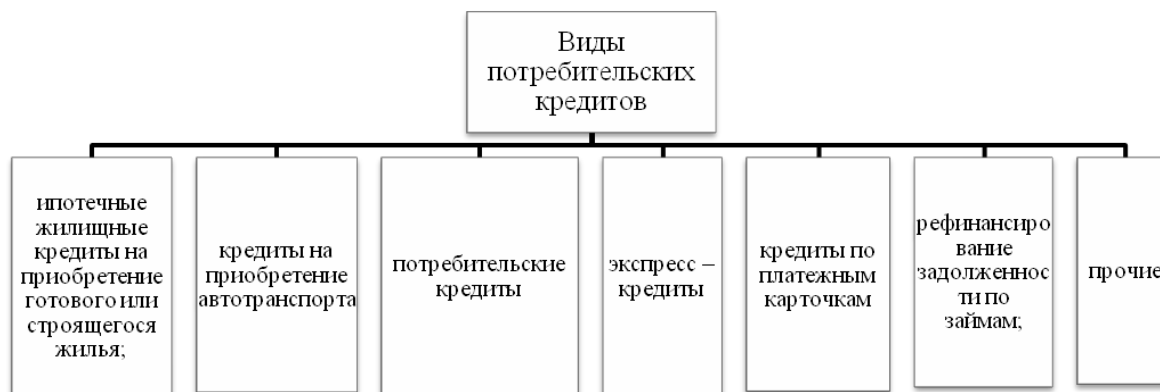 Виды
потребительских
кредитов
ипотечные
жилищные
кредиты на
приобретение
готового или
строящегося
жилья;
кредиты на
приобретение
автотранспорта
потребительские
кредиты
экспресс –
кредиты
кредиты по
платежным
карточкам
рефинансиро
вание
задолженнос
ти по
займам;
прочие